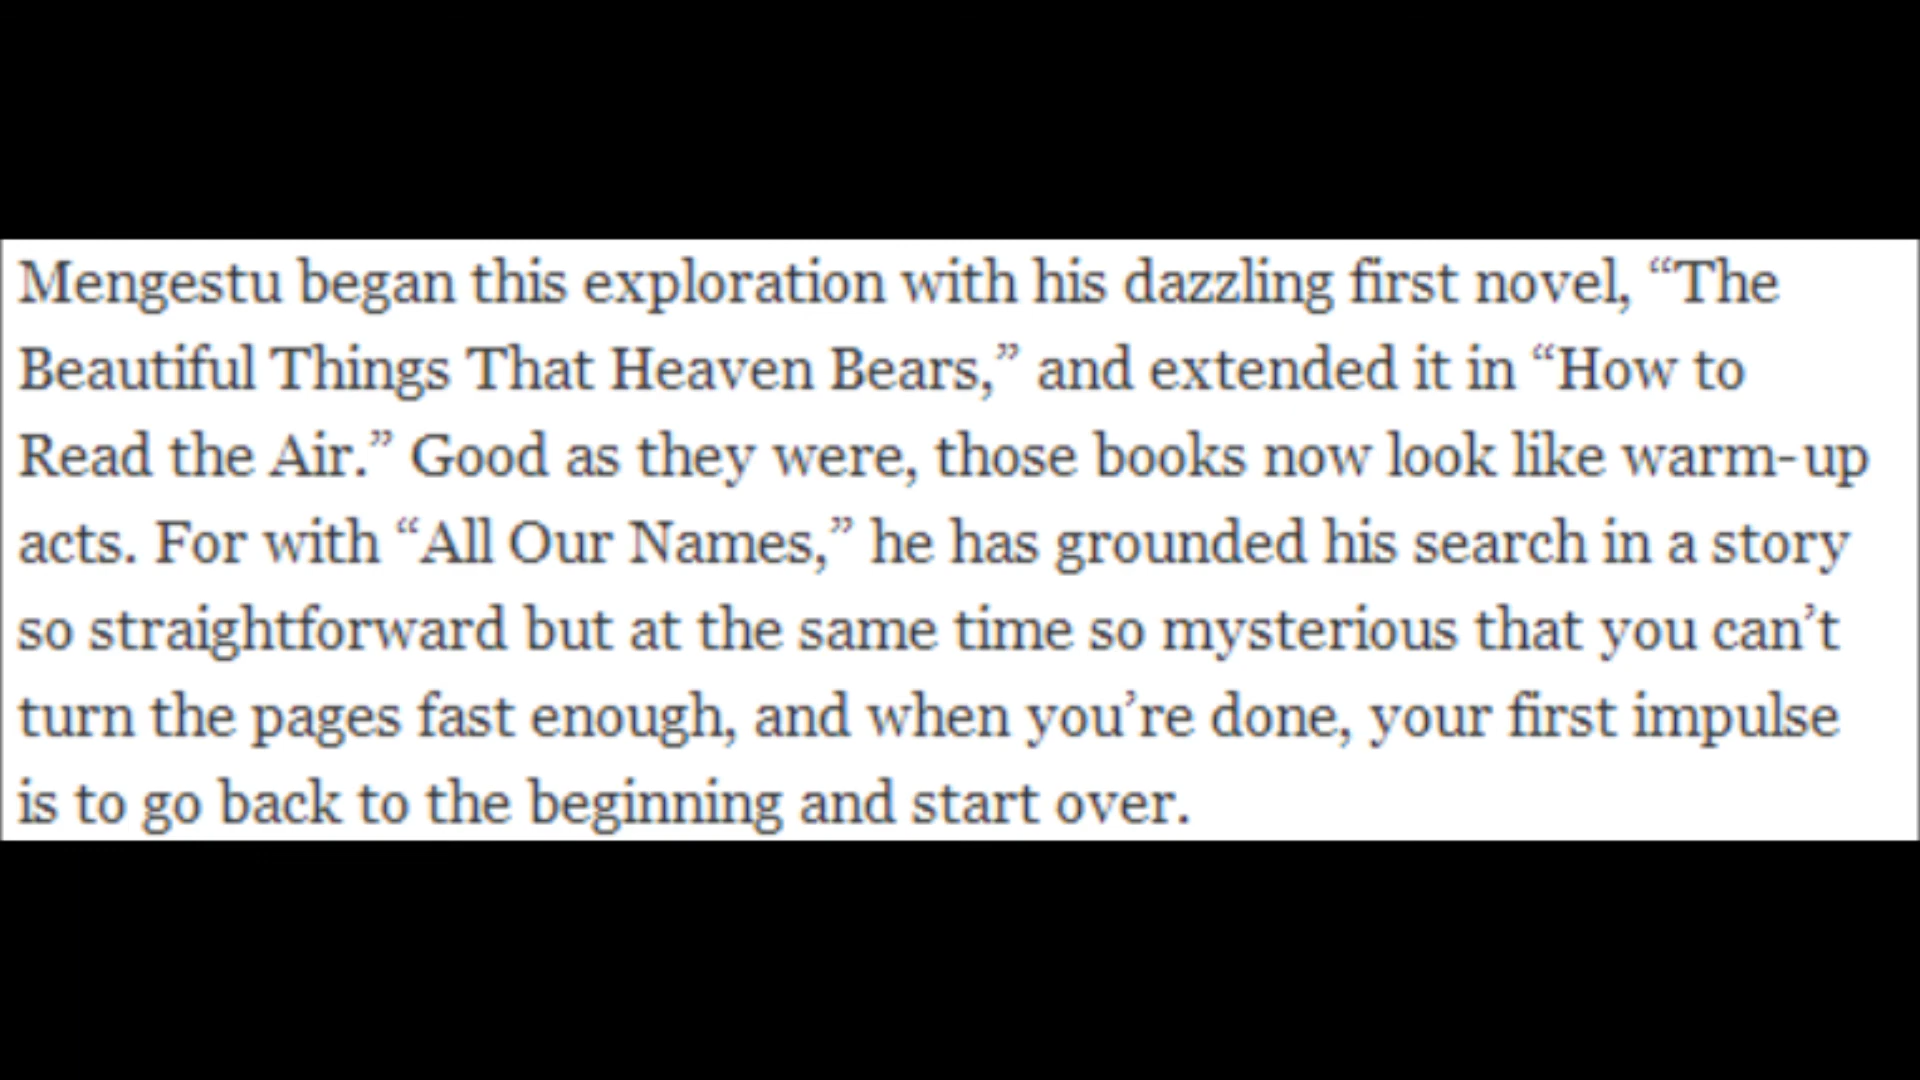 Mengestu began this exploration with his dazzling first novel, “The
Beautiful Things That Heaven Bears,” and extended it in “How to
Read the Air.” Good as they were, those books now look like warm-up
acts. For with “All Our Names,” he has grounded his search in a story
so straightforward but at the same time so mysterious that you can’t
turn the pages fast enough, and when you’re done, your first impulse
is to go back to the beginning and start over.